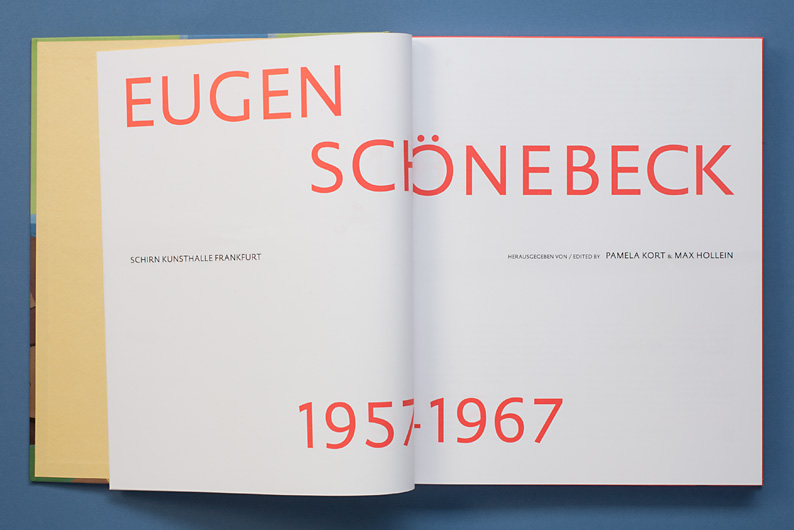 EUGEN
SCHÖNEBECK
SCHIRN KUNSTHALLE FRANKFURT
HERAUSGEGEBEN VON / EDITED BY PAMELA KORT & MAX HOLLEIN
1957-1967